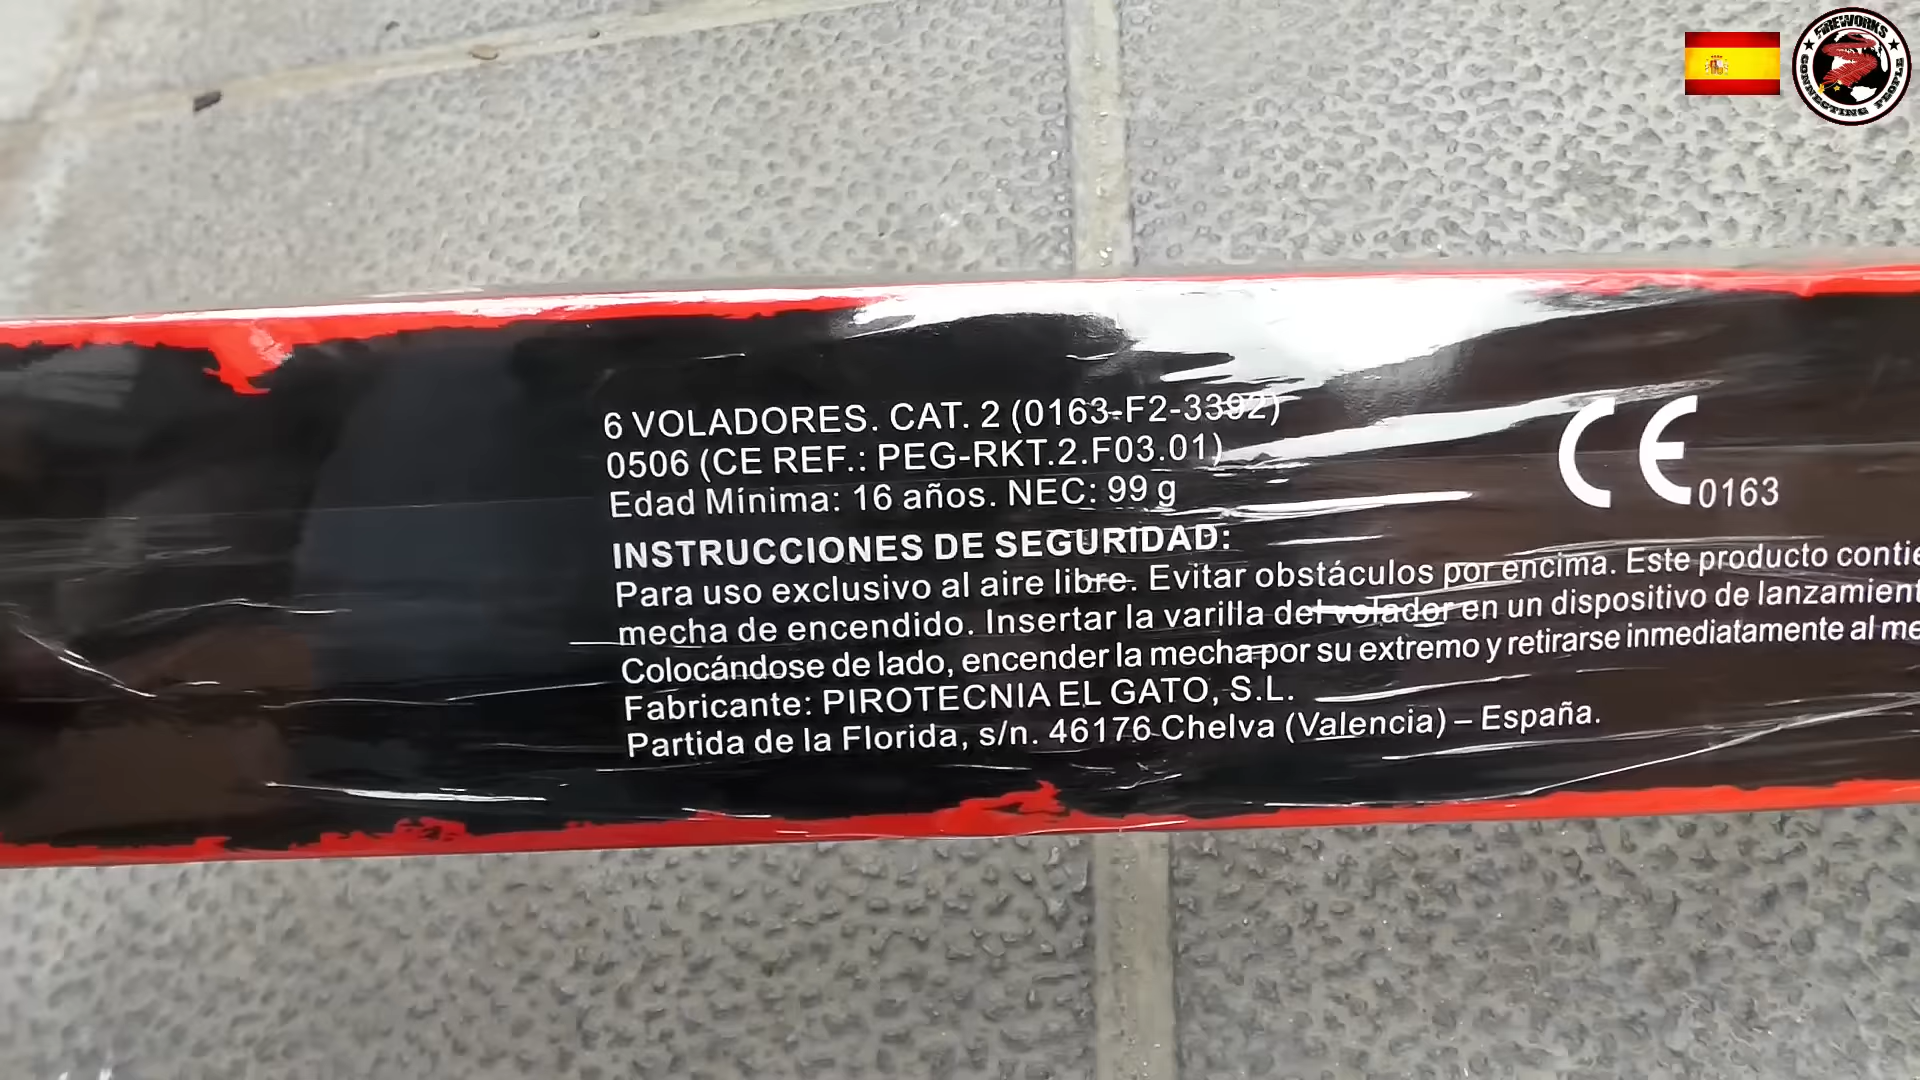 FIREWORKS
CONNECTING PEOPLE
6 VOLADORES. CAT. 2 (0163-F2-3392)
0506 (CE REF.: PEG-RKT.2.F03.01)
Edad Mínima: 16 años. NEC: 99 g
CE 0163
INSTRUCCIONES DE SEGURIDAD:
Para uso exclusivo al aire libre. Evitar obstáculos por encima. Este producto contie
mecha de encendido. Insertar la varilla del volador en un dispositivo de lanzamient
Colocándose de lado, encender la mecha por su extremo y retirarse inmediatamente al me
Fabricante: PIROTECNIA EL GATO, S.L.
Partida de la Florida, s/n. 46176 Chelva (Valencia) – España.